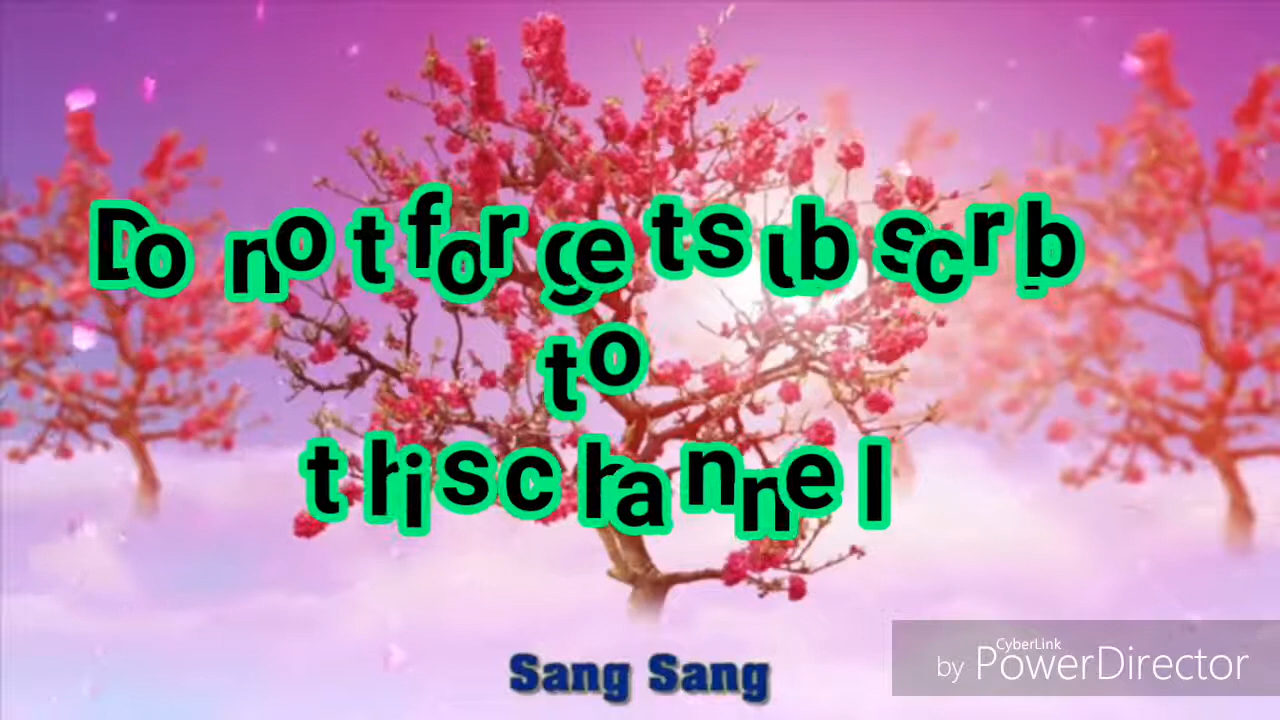 Do not forget subscrib
to
this channel
Sang Sang
CyberLink
by PowerDirector